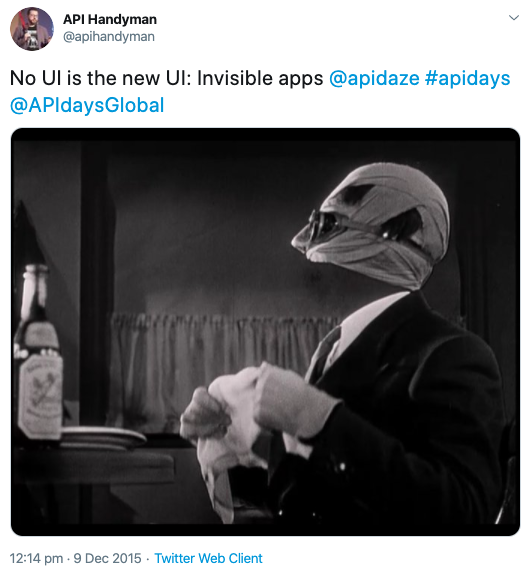 API Handyman
@apihandyman
No UI is the new UI: Invisible apps @apidaze #apidays
@APIdaysGlobal
12:14 pm · 9 Dec 2015 · Twitter Web Client